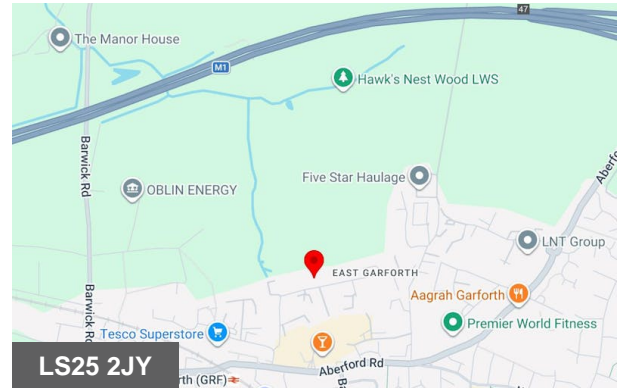 47
The Manor House
M1
Hawk's Nest Wood LWS
Barwick Rd
OBLIN ENERGY
Five Star Haulage
LNT Group
EAST GARFORTH
Barwick Rd
Aagrah Garforth
Tesco Superstore
Premier World Fitness
Aberford Rd
LS25 2JY
(GRF)